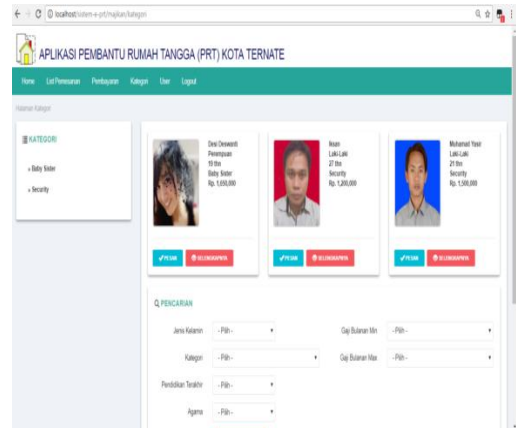 localhost/sistem-e-prt/majikan/kategori
APLIKASI PEMBANTU RUMAH TANGGA (PRT) KOTA TERNATE
Home List Pemesanan Pembayaran Kategori User Logout
Halaman Kategori
KATEGORI
» Baby Sister
» Security
Desi Deswanti
Perempuan
19 thn
Baby Sister
Rp. 1,650,000
PESAN SELENGKAPNYA
Laki-Laki
27 thn
Security
Rp. 1,200,000
PESAN SELENGKAPNYA
Muhamad Yasir
Laki-Laki
21 thn
Security
Rp. 1,500,000
PESAN SELENGKAPNYA
PENCARIAN
Jenis Kelamin - Pilih - Gaji Bulanan Min - Pilih -
Kategori - Pilih - Gaji Bulanan Max - Pilih -
Pendidikan Terakhir - Pilih -
Agama - Pilih -